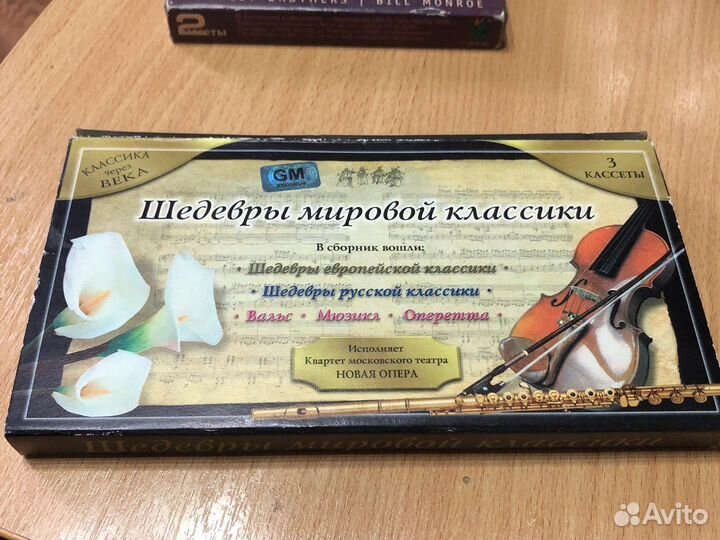 BROTHERS | BILL MONROE
2
кассеты
КЛАССИКА
через
ВЕКА
GM
RECORDS
3
КАССЕТЫ
Шедевры мировой классики
В сборник вошли:
· Шедевры европейской классики ·
· Шедевры русской классики ·
· Вальс · Мюзикл · Оперетта ·
Исполняет
Квартет московского театра
НОВАЯ ОПЕРА
Шедевры мировой классики
Avito